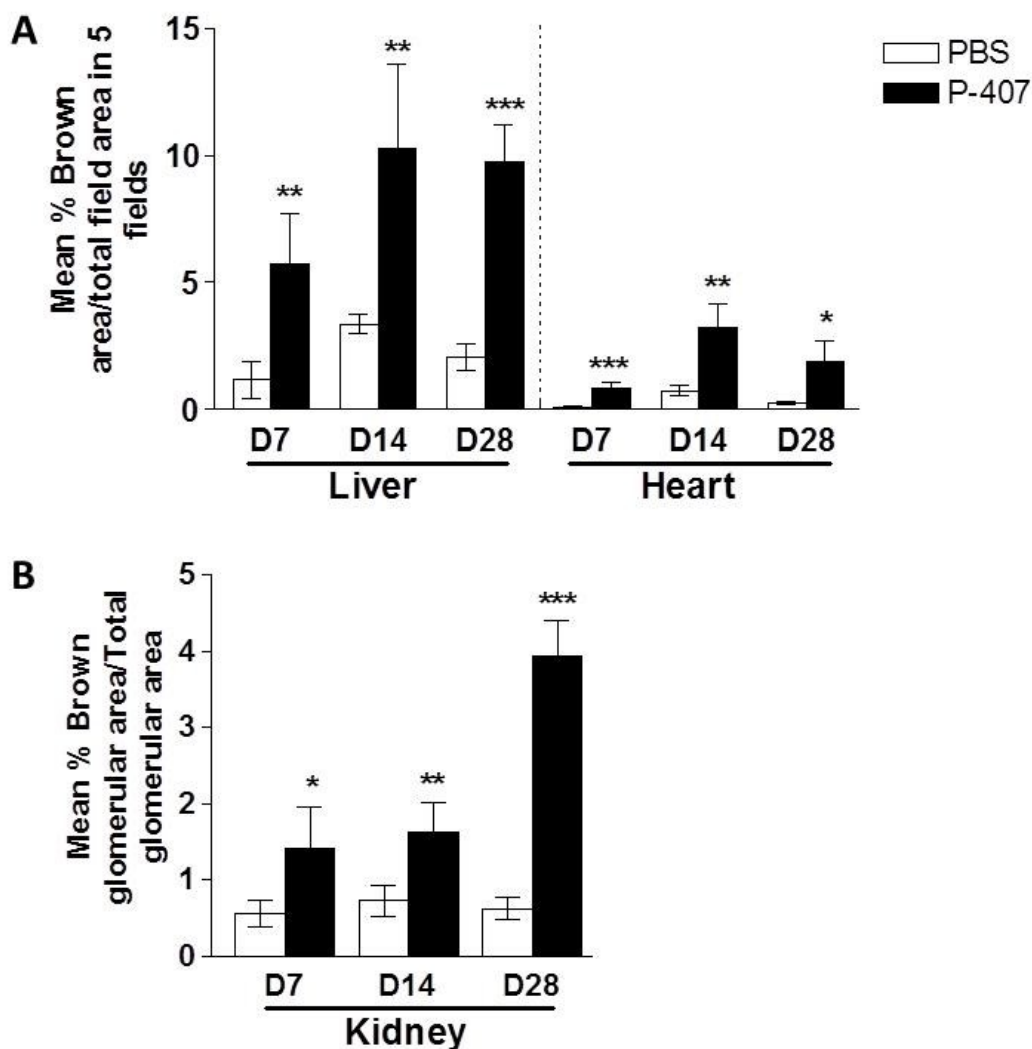 A
Mean % Brown
area/total field area in 5
fields
15
10
5
0
**
**
***
***
**
*
PBS
P-407
D7 D14 D28 D7 D14 D28
Liver Heart
B
Mean % Brown
glomerular area/Total
glomerular area
5
4
3
2
1
0
*
**
***
D7 D14 D28
Kidney